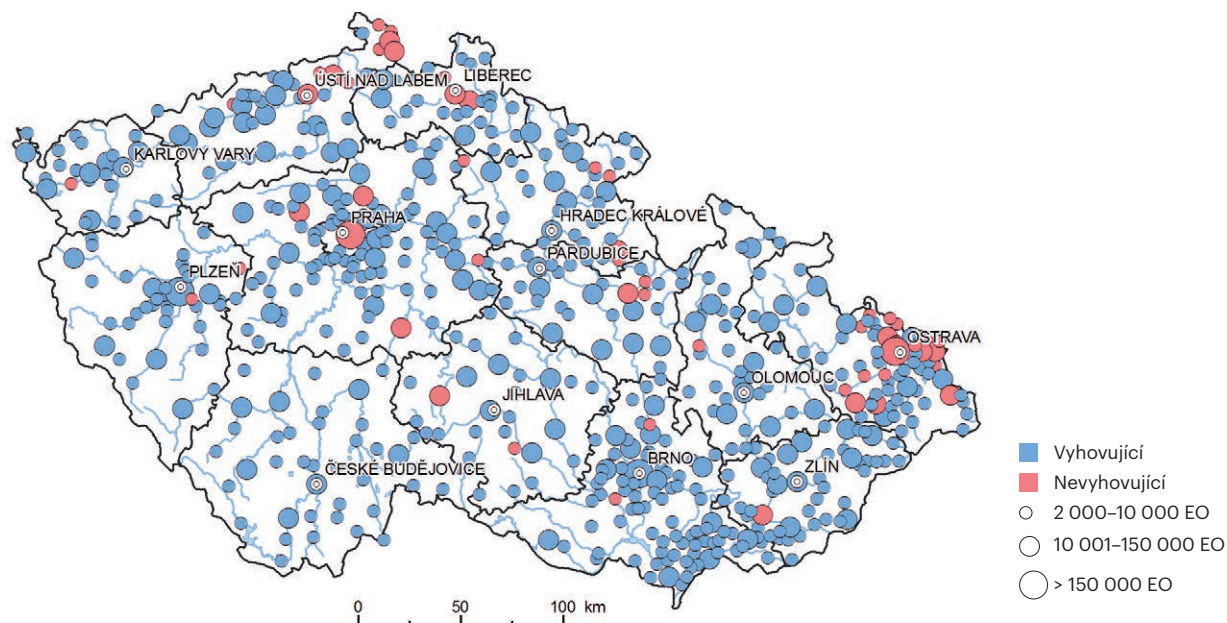 ÚSTÍ NAD LABEM
LIBEREC
KARLOVY VARY
PRAHA
HRADEC KRÁLOVÉ
PARDUBICE
PLZEŇ
OSTRAVA
OLOMOUC
JIHLAVA
ČESKÉ BUDĚJOVICE
BRNO
ZLÍN
Vyhovující
Nevyhovující
2 000–10 000 EO
10 001–150 000 EO
> 150 000 EO
0 50 100 km